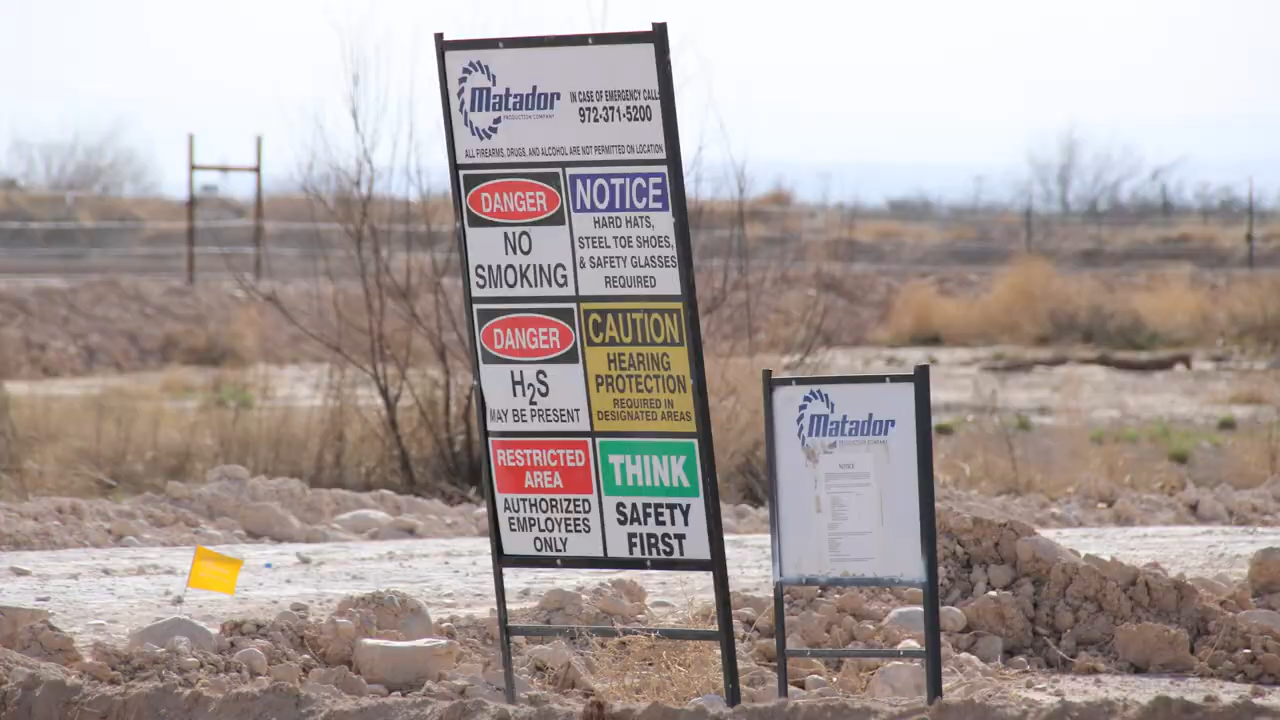 Matador
PRODUCTION COMPANY
IN CASE OF EMERGENCY CALL:
972-371-5200
ALL FIREARMS, DRUGS, AND ALCOHOL ARE NOT PERMITTED ON LOCATION
DANGER
NO
SMOKING
NOTICE
HARD HATS,
STEEL TOE SHOES,
& SAFETY GLASSES
REQUIRED
DANGER
H₂S
MAY BE PRESENT
CAUTION
HEARING
PROTECTION
REQUIRED IN
DESIGNATED AREAS
RESTRICTED
AREA
AUTHORIZED
EMPLOYEES
ONLY
THINK
SAFETY
FIRST
Matador
PRODUCTION COMPANY
NOTICE